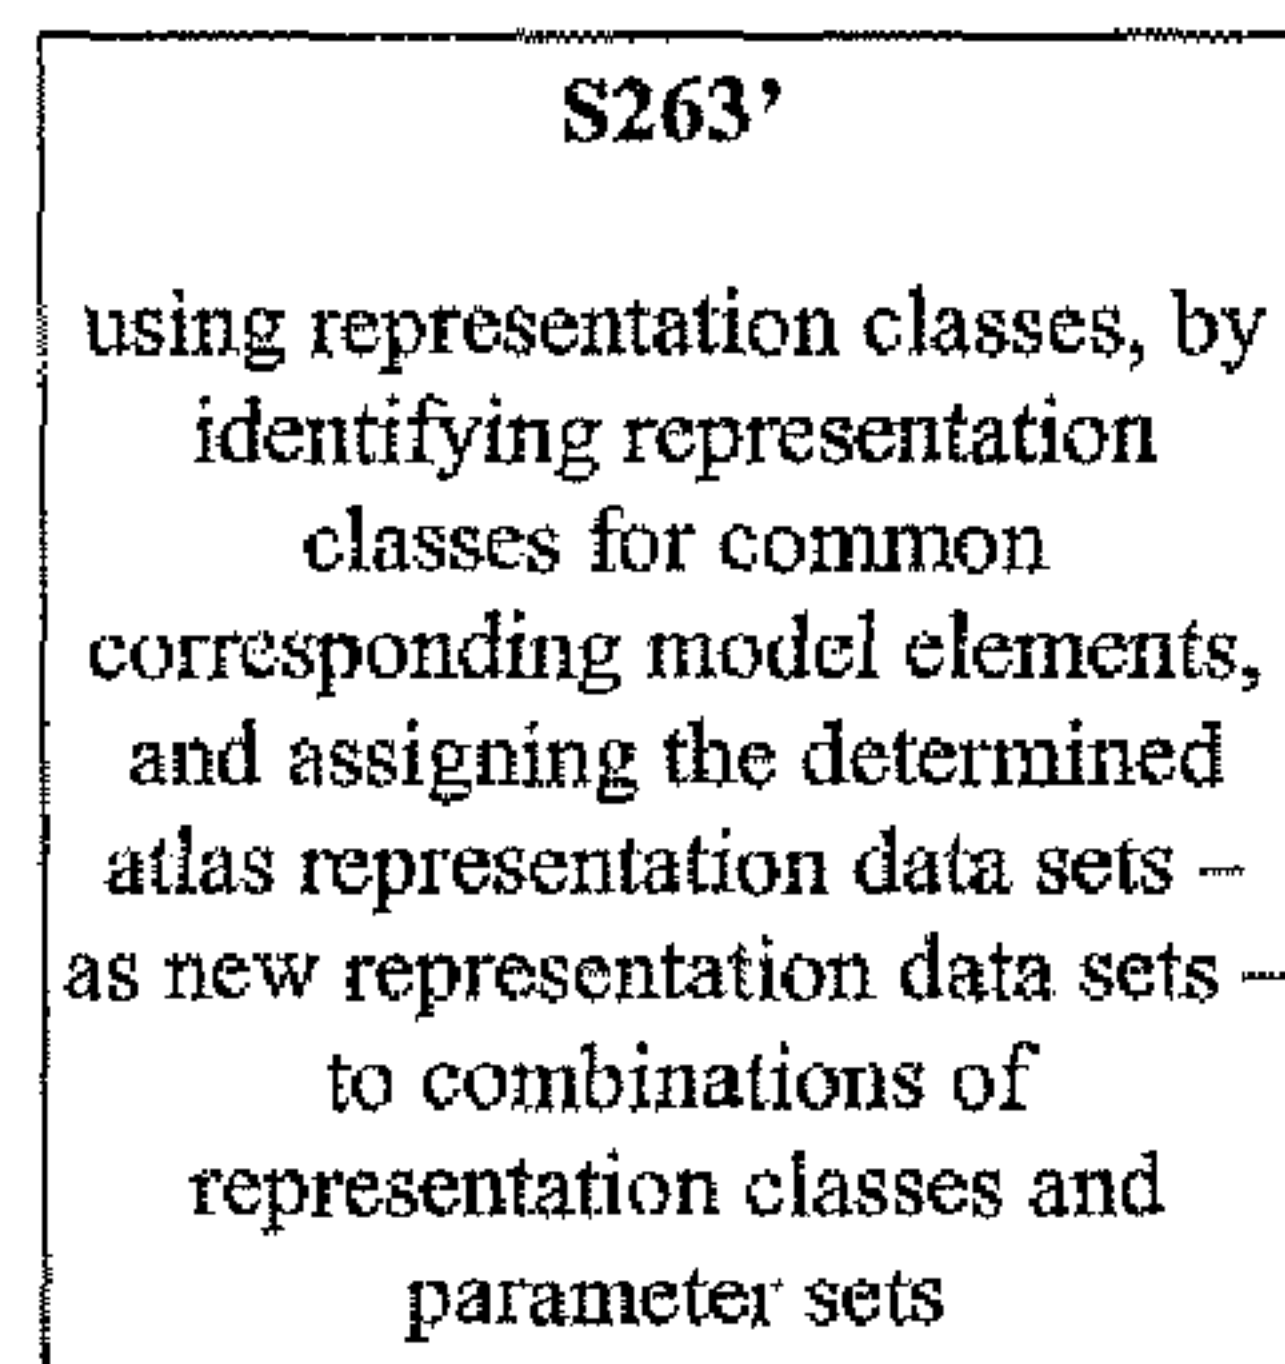 S263’
using representation classes, by
identifying representation
classes for common
corresponding model elements,
and assigning the determined
atlas representation data sets –
as new representation data sets –
to combinations of
representation classes and
parameter sets